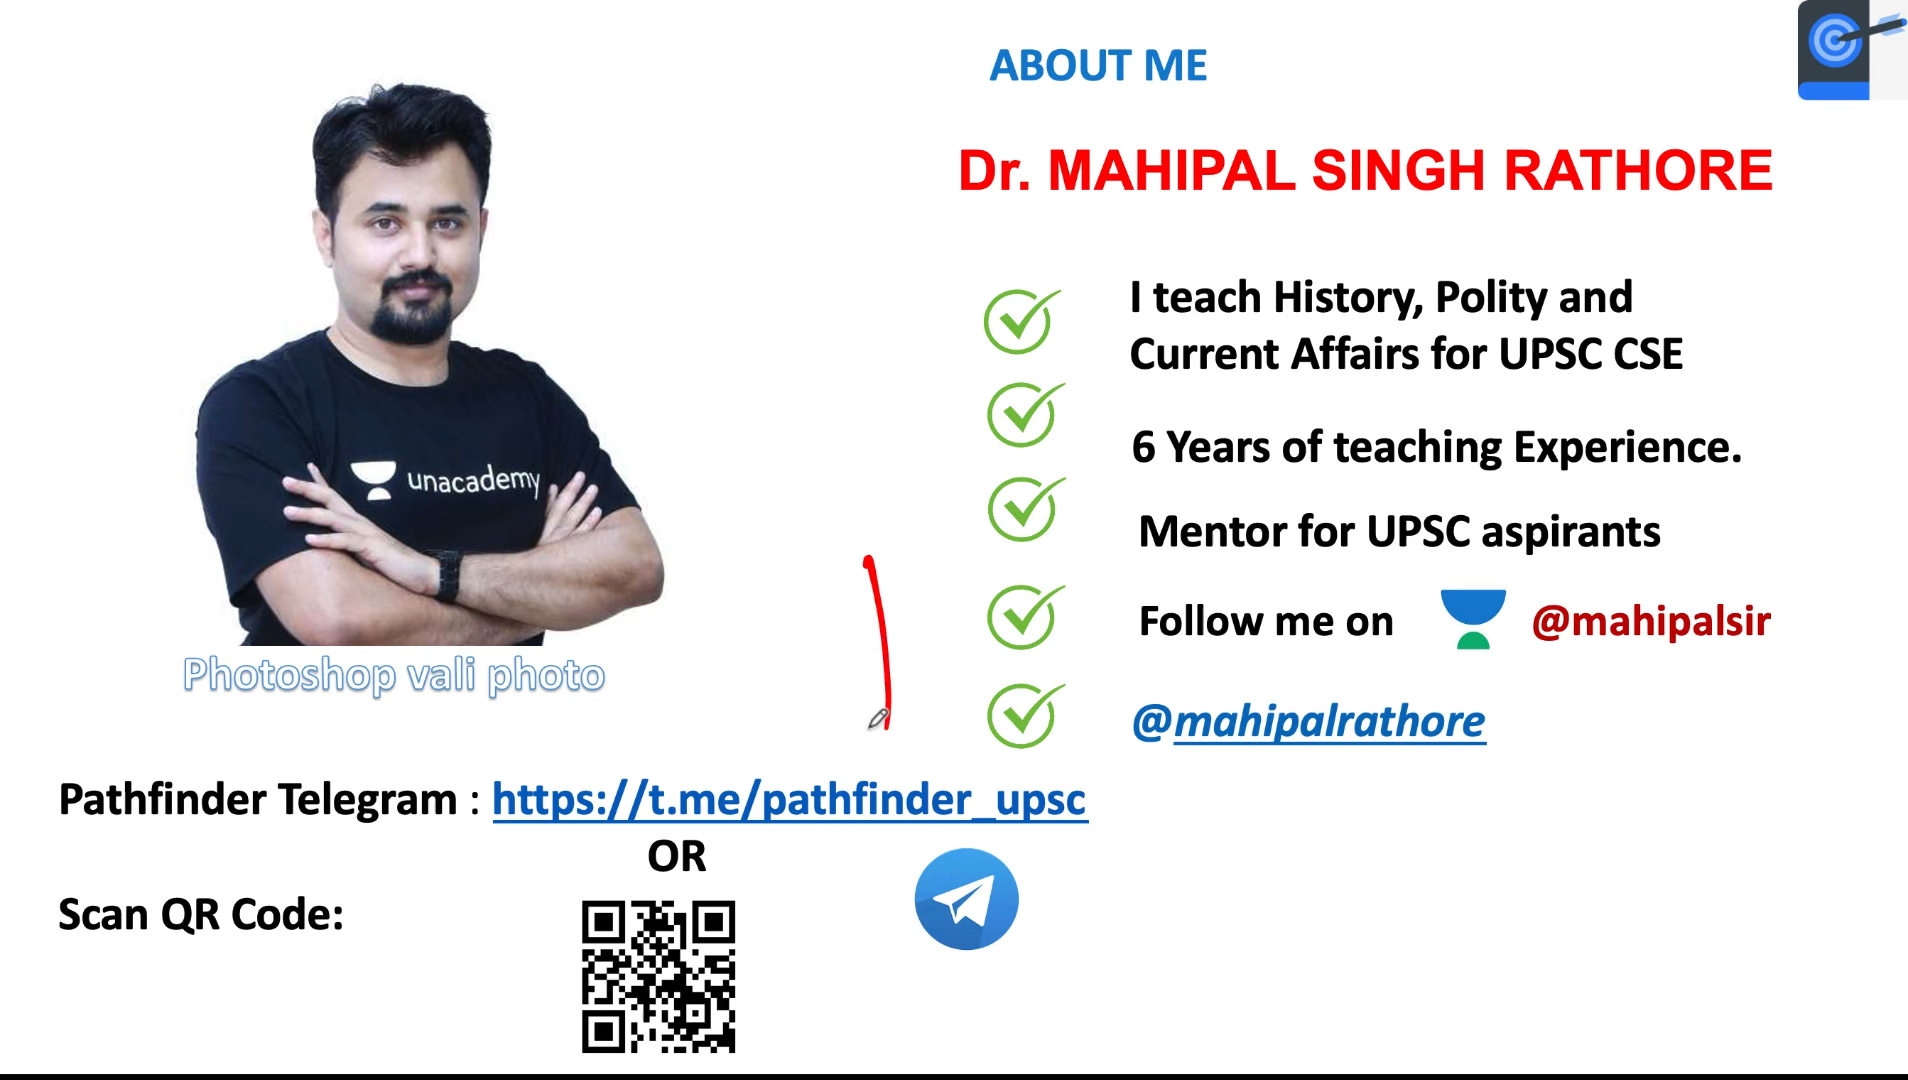 ABOUT ME
Dr. MAHIPAL SINGH RATHORE
I teach History, Polity and
Current Affairs for UPSC CSE
6 Years of teaching Experience.
Mentor for UPSC aspirants
Follow me on @mahipalsir
@mahipalrathore
unacademy
Photoshop vali photo
Pathfinder Telegram : https://t.me/pathfinder_upsc
OR
Scan QR Code: